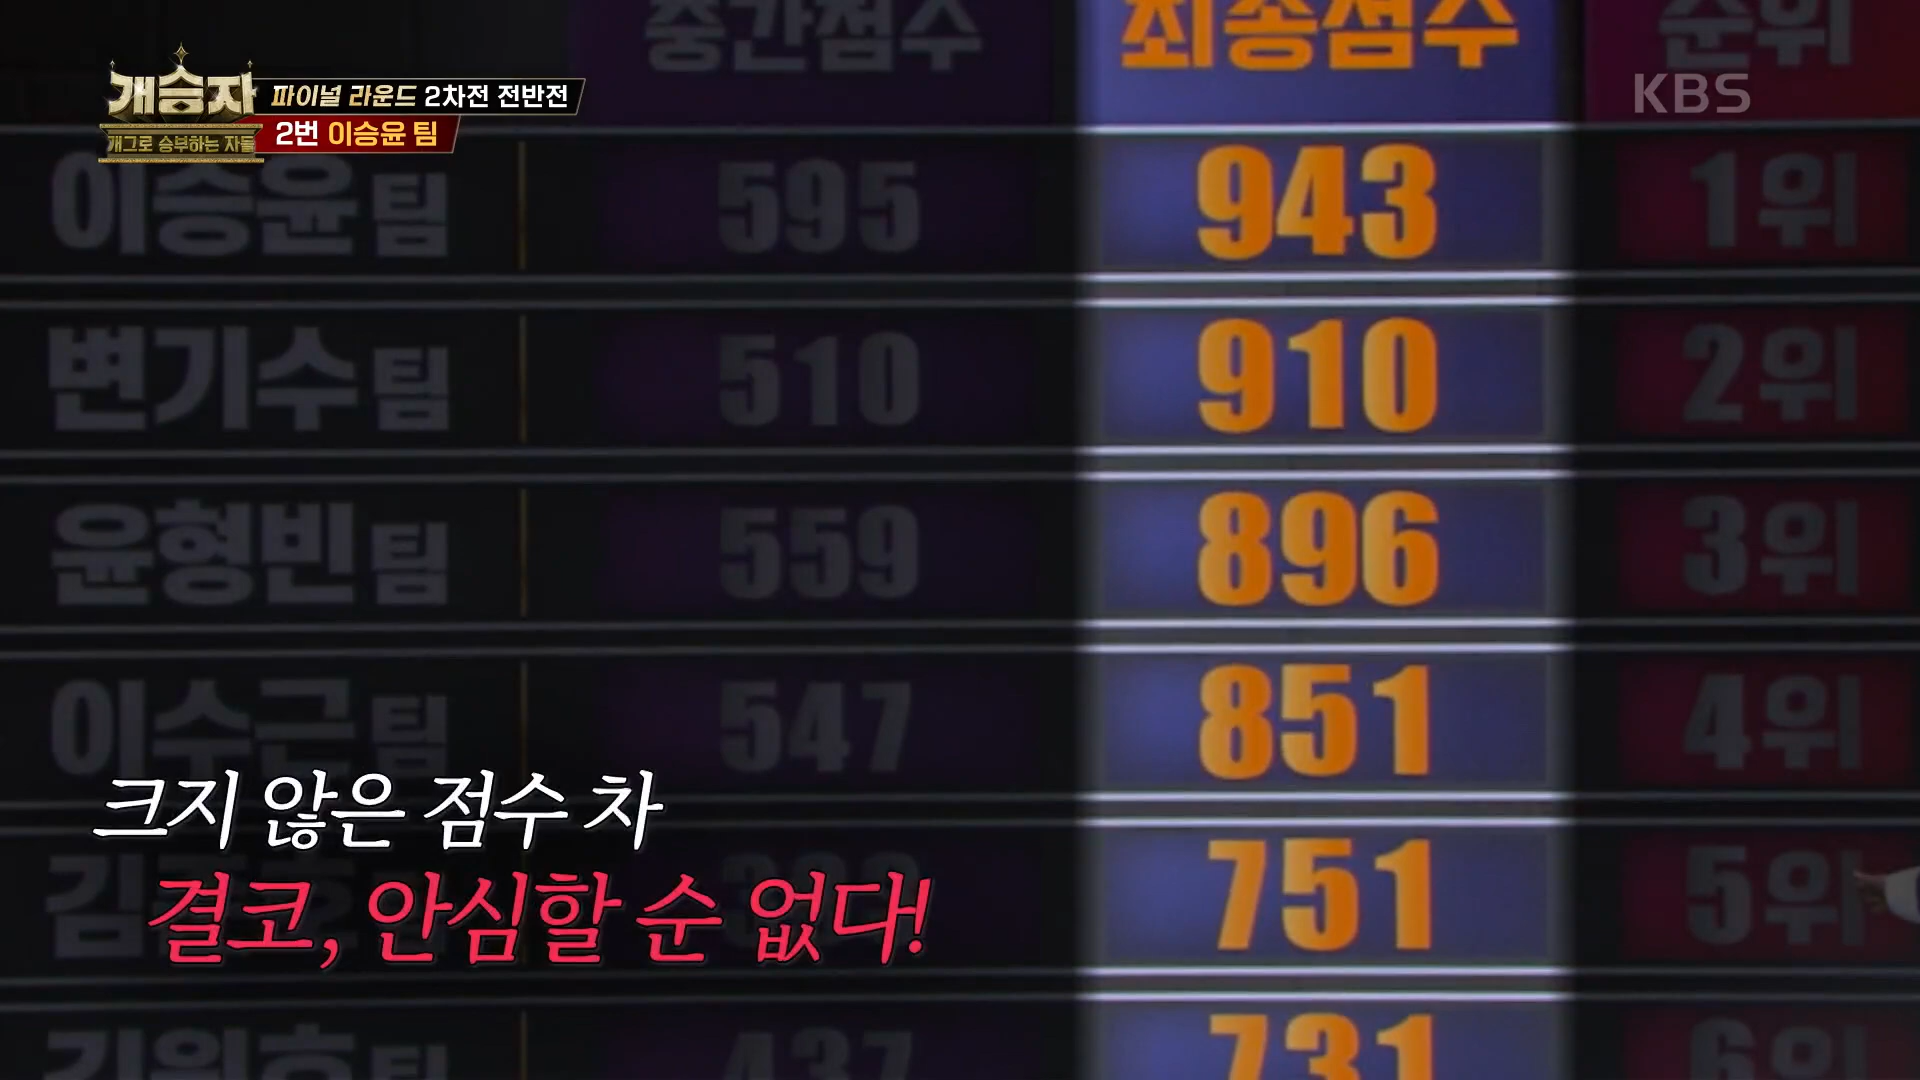 중간점수 최종점수 순위
KBS
개승자
개그로 승부하는 자들
파이널 라운드 2차전 전반전
2번 이승윤 팀
이승윤팀 595 943 1위
변기수팀 510 910 2위
윤형빈팀 559 896 3위
이수근팀 547 851 4위
751 5위
437 731 6위
크지 않은 점수 차
결코, 안심할 순 없다!